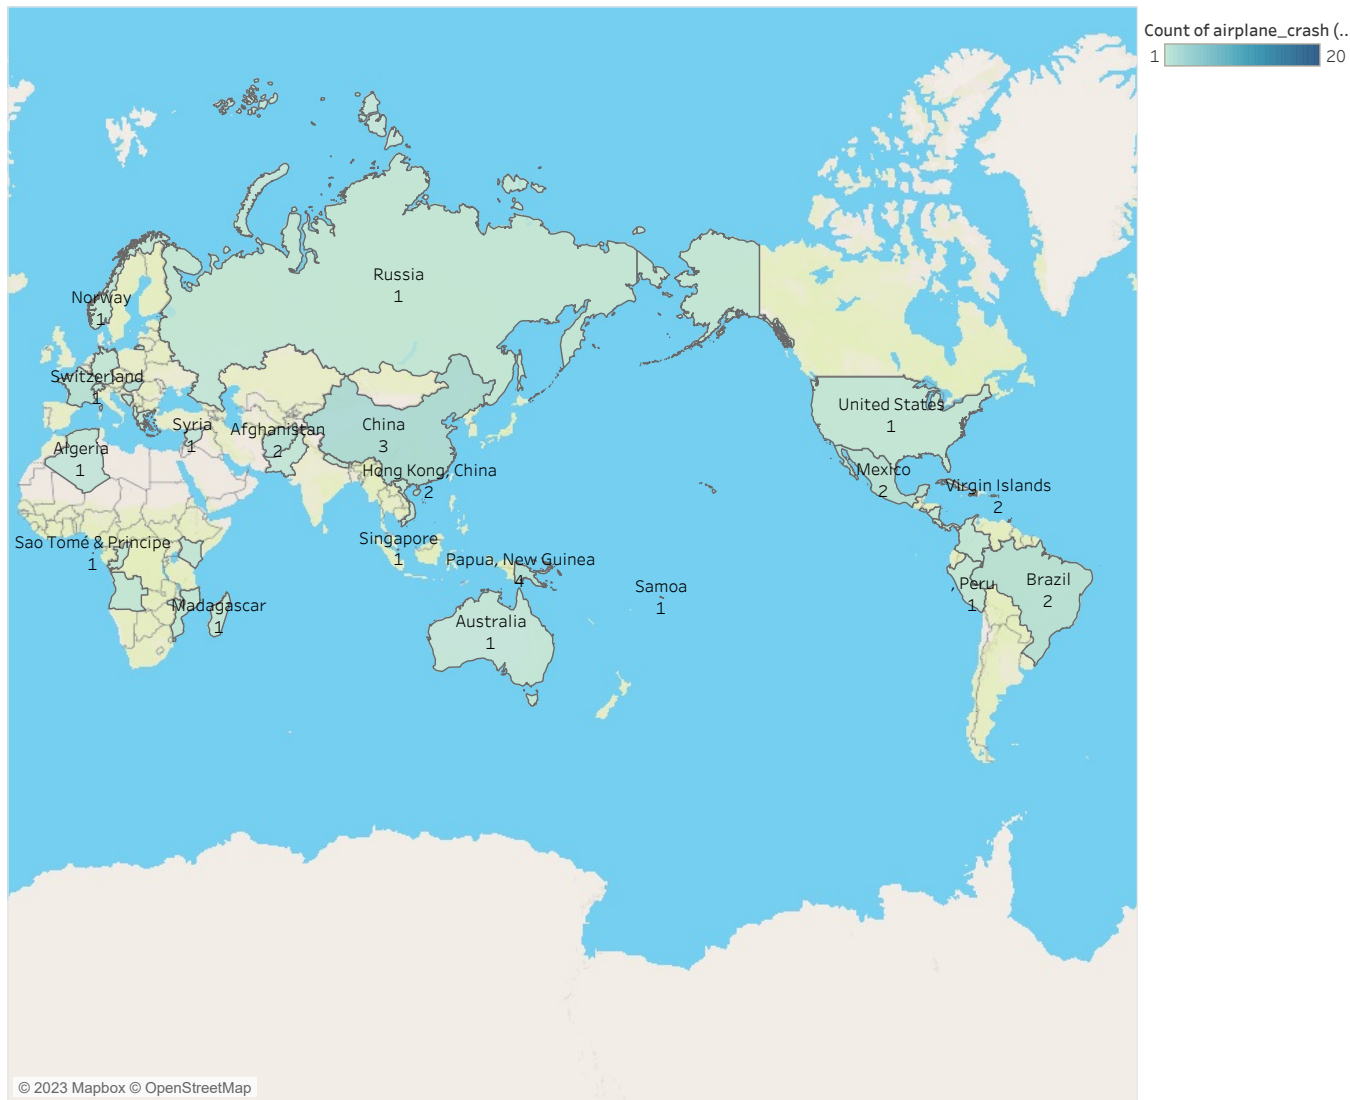 Count of airplane_crash (..
1
20
Russia
1
Norway
1
Switzerland
1
United States
1
Syria
1
Afghanistan
2
China
3
Algeria
1
Hong Kong, China
2
Mexico
2
Virgin Islands
2
Sao Tomé & Principe
1
Singapore
1
Papua, New Guinea
4
Samoa
1
Peru
1
Brazil
2
Madagascar
1
Australia
1
© 2023 Mapbox © OpenStreetMap